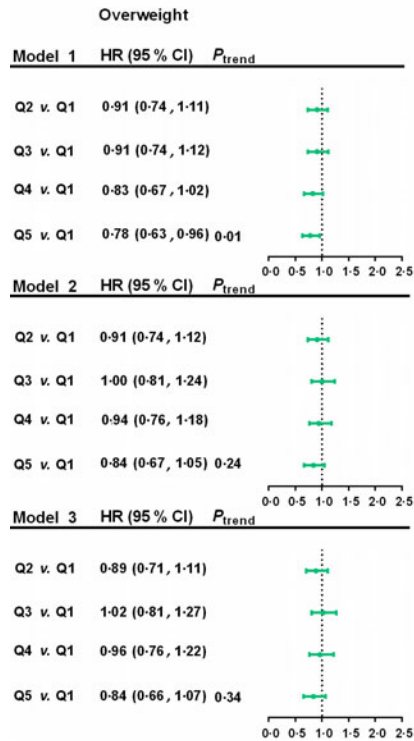 Overweight
Model 1 HR (95 % CI) Ptrend
Q2 v. Q1 0·91 (0·74, 1·11)
Q3 v. Q1 0·91 (0·74, 1·12)
Q4 v. Q1 0·83 (0·67, 1·02)
Q5 v. Q1 0·78 (0·63, 0·96) 0·01
0·0 0·5 1·0 1·5 2·0 2·5
Model 2 HR (95 % CI) Ptrend
Q2 v. Q1 0·91 (0·74, 1·12)
Q3 v. Q1 1·00 (0·81, 1·24)
Q4 v. Q1 0·94 (0·76, 1·18)
Q5 v. Q1 0·84 (0·67, 1·05) 0·24
0·0 0·5 1·0 1·5 2·0 2·5
Model 3 HR (95 % CI) Ptrend
Q2 v. Q1 0·89 (0·71, 1·11)
Q3 v. Q1 1·02 (0·81, 1·27)
Q4 v. Q1 0·96 (0·76, 1·22)
Q5 v. Q1 0·84 (0·66, 1·07) 0·34
0·0 0·5 1·0 1·5 2·0 2·5